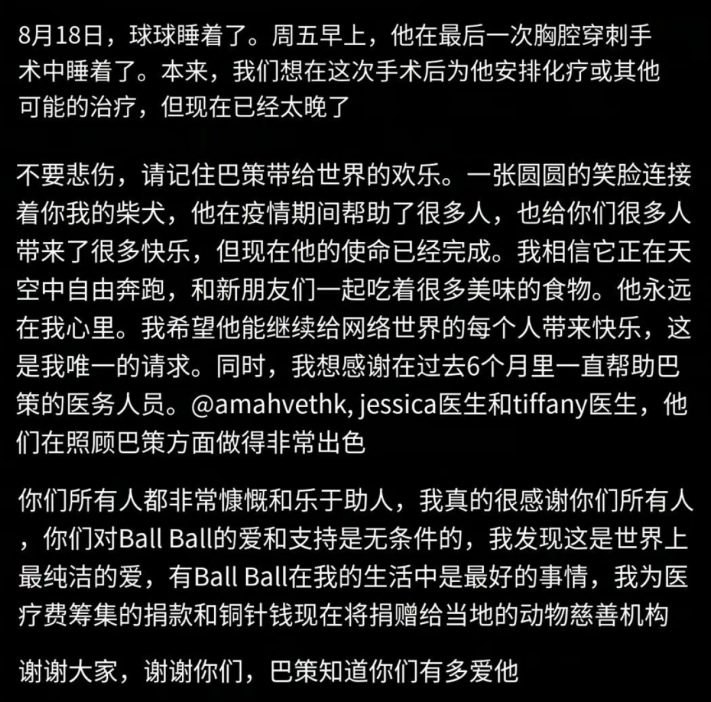 8月18日，球球睡着了。周五早上，他在最后一次胸腔穿刺手
术中睡着了。本来，我们想在这次手术后为他安排化疗或其他
可能的治疗，但现在已经太晚了
不要悲伤，请记住巴策带给世界的欢乐。一张圆圆的笑脸连接
着你我的柴犬，他在疫情期间帮助了很多人，也给你们很多人
带来了很多快乐，但现在他的使命已经完成。我相信它正在天
空中自由奔跑，和新朋友们一起吃着很多美味的食物。他永远
在我心里。我希望他能继续给网络世界的每个人带来快乐，这
是我唯一的请求。同时，我想感谢在过去6个月里一直帮助巴
策的医务人员。@amahvethk, jessica医生和tiffany医生，他
们在照顾巴策方面做得非常出色
你们所有人都非常慷慨和乐于助人，我真的很感谢你们所有人
，你们对Ball Ball的爱和支持是无条件的，我发现这是世界上
最纯洁的爱，有Ball Ball在我的生活中是最好的事情，我为医
疗费筹集的捐款和铜针钱现在将捐赠给当地的动物慈善机构
谢谢大家，谢谢你们，巴策知道你们有多爱他